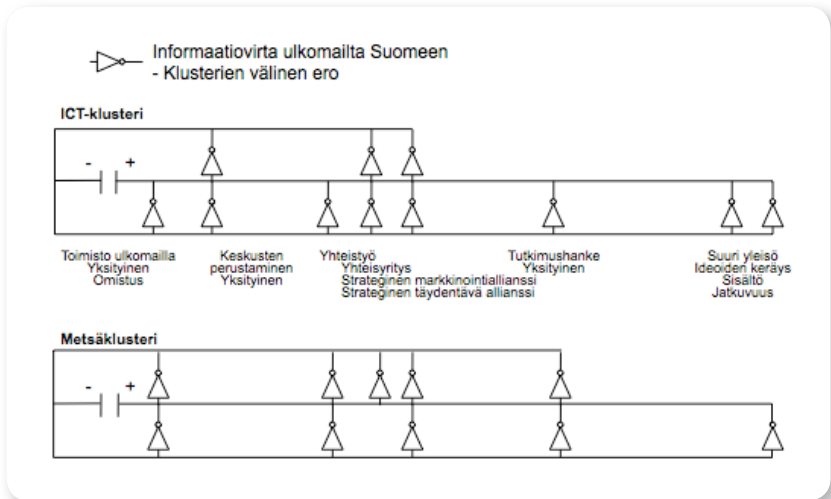 Informaatiovirta ulkomailta Suomeen
- Klusterien välinen ero
ICT-klusteri
- +
Toimisto ulkomailla
Yksityinen
Omistus
Keskusten
perustaminen
Yksityinen
Yhteistyö
Yhteisyritys
Strateginen markkinointiallianssi
Strateginen täydentävä allianssi
Tutkimushanke
Yksityinen
Suuri yleisö
Ideoiden keräys
Sisältö
Jatkuvuus
Metsäklusteri
- +